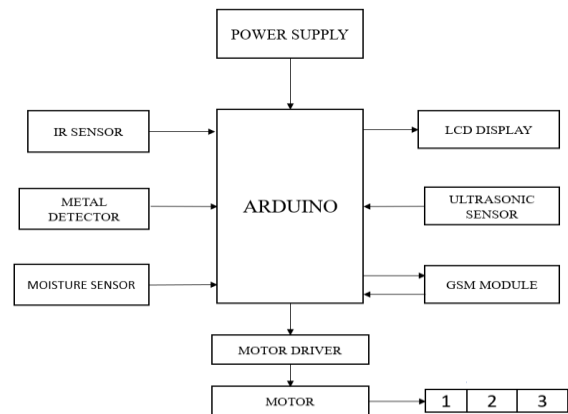 POWER SUPPLY
IR SENSOR
LCD DISPLAY
METAL
DETECTOR
ARDUINO
ULTRASONIC
SENSOR
MOISTURE SENSOR
GSM MODULE
MOTOR DRIVER
MOTOR
1 2 3